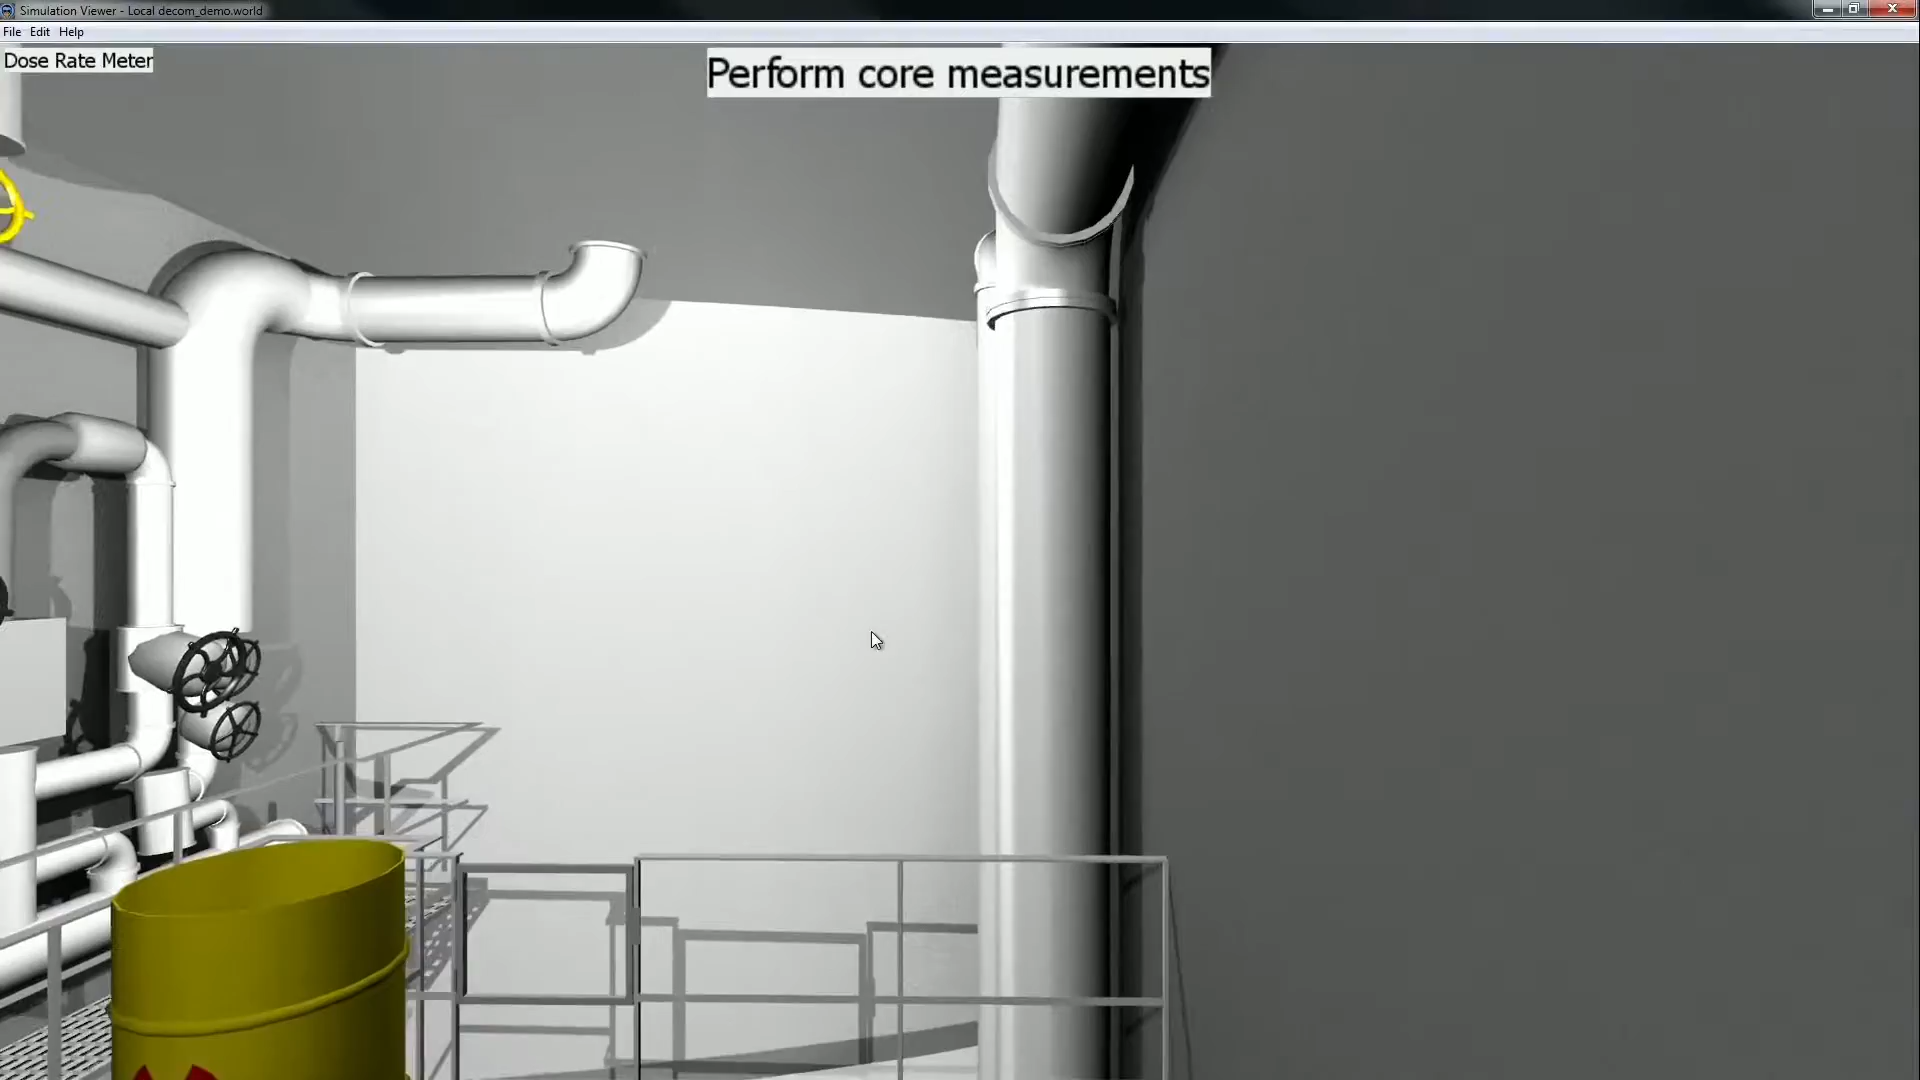 Simulation Viewer - Local decom_demo.world
File Edit Help
Dose Rate Meter
Perform core measurements